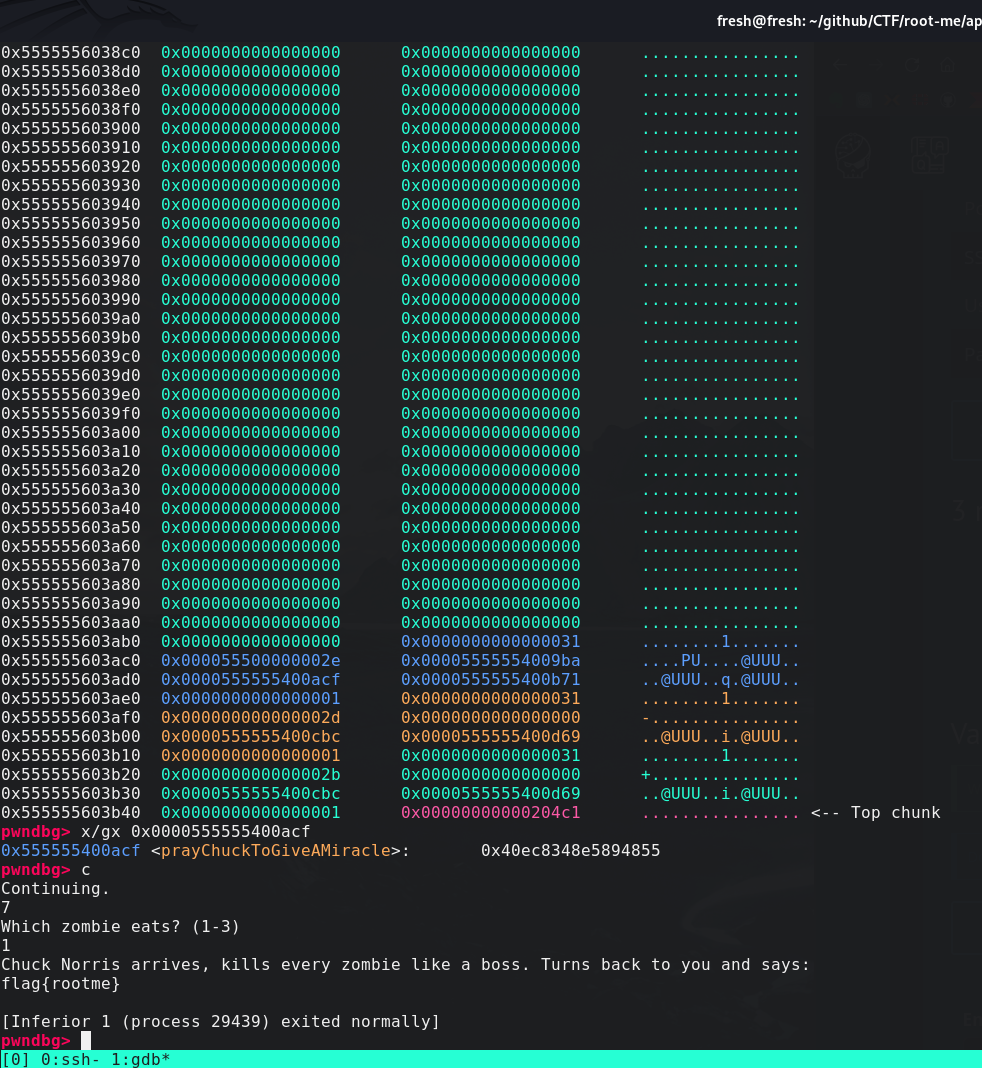 fresh@fresh: ~/github/CTF/root-me/ap
0x5555556038c0  0x0000000000000000      0x0000000000000000      ................
0x5555556038d0  0x0000000000000000      0x0000000000000000      ................
0x5555556038e0  0x0000000000000000      0x0000000000000000      ................
0x5555556038f0  0x0000000000000000      0x0000000000000000      ................
0x555555603900  0x0000000000000000      0x0000000000000000      ................
0x555555603910  0x0000000000000000      0x0000000000000000      ................
0x555555603920  0x0000000000000000      0x0000000000000000      ................
0x555555603930  0x0000000000000000      0x0000000000000000      ................
0x555555603940  0x0000000000000000      0x0000000000000000      ................
0x555555603950  0x0000000000000000      0x0000000000000000      ................
0x555555603960  0x0000000000000000      0x0000000000000000      ................
0x555555603970  0x0000000000000000      0x0000000000000000      ................
0x555555603980  0x0000000000000000      0x0000000000000000      ................
0x555555603990  0x0000000000000000      0x0000000000000000      ................
0x5555556039a0  0x0000000000000000      0x0000000000000000      ................
0x5555556039b0  0x0000000000000000      0x0000000000000000      ................
0x5555556039c0  0x0000000000000000      0x0000000000000000      ................
0x5555556039d0  0x0000000000000000      0x0000000000000000      ................
0x5555556039e0  0x0000000000000000      0x0000000000000000      ................
0x5555556039f0  0x0000000000000000      0x0000000000000000      ................
0x555555603a00  0x0000000000000000      0x0000000000000000      ................
0x555555603a10  0x0000000000000000      0x0000000000000000      ................
0x555555603a20  0x0000000000000000      0x0000000000000000      ................
0x555555603a30  0x0000000000000000      0x0000000000000000      ................
0x555555603a40  0x0000000000000000      0x0000000000000000      ................
0x555555603a50  0x0000000000000000      0x0000000000000000      ................
0x555555603a60  0x0000000000000000      0x0000000000000000      ................
0x555555603a70  0x0000000000000000      0x0000000000000000      ................
0x555555603a80  0x0000000000000000      0x0000000000000000      ................
0x555555603a90  0x0000000000000000      0x0000000000000000      ................
0x555555603aa0  0x0000000000000000      0x0000000000000000      ................
0x555555603ab0  0x0000000000000000      0x0000000000000031      ........1.......
0x555555603ac0  0x000055500000002e      0x00005555554009ba      ....PU....@UUU..
0x555555603ad0  0x0000555555400acf      0x0000555555400b71      ..@UUU..q.@UUU..
0x555555603ae0  0x0000000000000001      0x0000000000000031      ........1.......
0x555555603af0  0x000000000000002d      0x0000000000000000      -...............
0x555555603b00  0x0000555555400cbc      0x0000555555400d69      ..@UUU..i.@UUU..
0x555555603b10  0x0000000000000001      0x0000000000000031      ........1.......
0x555555603b20  0x000000000000002b      0x0000000000000000      +...............
0x555555603b30  0x0000555555400cbc      0x0000555555400d69      ..@UUU..i.@UUU..
0x555555603b40  0x0000000000000001      0x00000000000204c1      ................ <-- Top chunk
pwndbg> x/gx 0x0000555555400acf
0x555555400acf <prayChuckToGiveAMiracle>:       0x40ec8348e5894855
pwndbg> c
Continuing.
7
Which zombie eats? (1-3)
1
Chuck Norris arrives, kills every zombie like a boss. Turns back to you and says:
flag{rootme}
[Inferior 1 (process 29439) exited normally]
pwndbg>
[0] 0:ssh- 1:gdb*